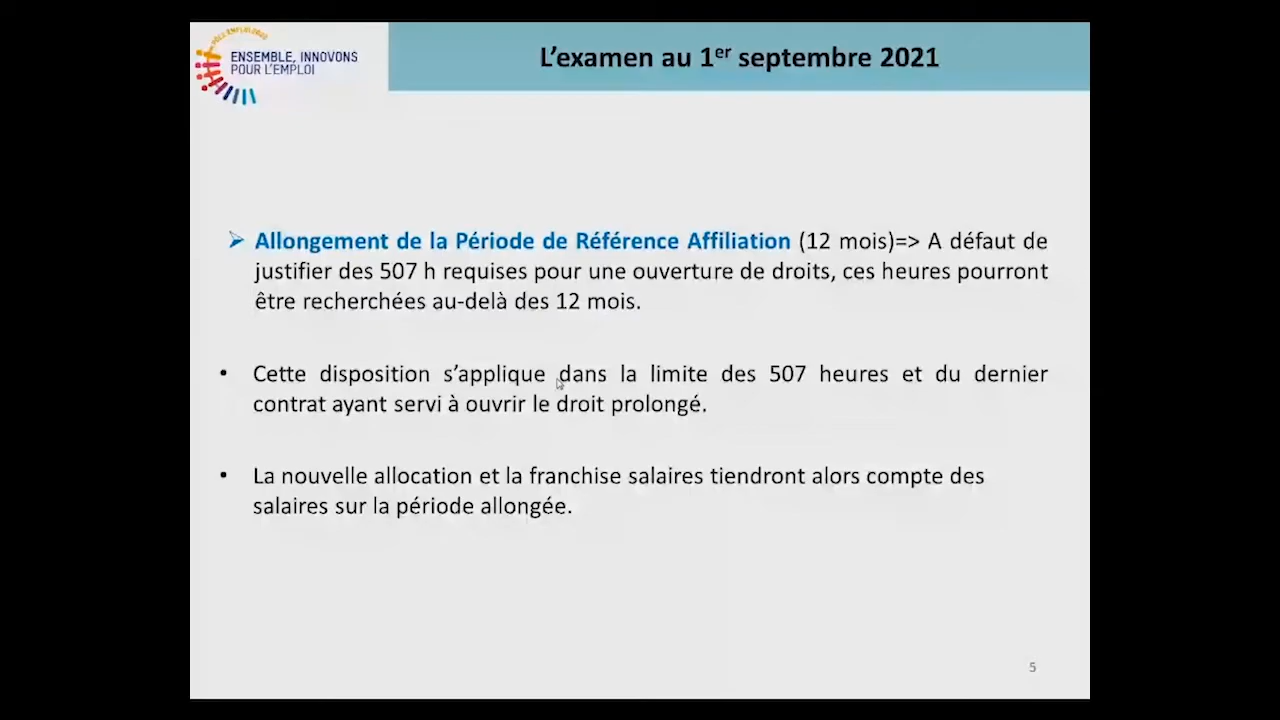 PÔLE EMPLOI 2020
ENSEMBLE, INNOVONS
POUR L'EMPLOI
L'examen au 1er septembre 2021
➢ Allongement de la Période de Référence Affiliation (12 mois)=> A défaut de
justifier des 507 h requises pour une ouverture de droits, ces heures pourront
être recherchées au-delà des 12 mois.
• Cette disposition s'applique dans la limite des 507 heures et du dernier
contrat ayant servi à ouvrir le droit prolongé.
• La nouvelle allocation et la franchise salaires tiendront alors compte des
salaires sur la période allongée.
5